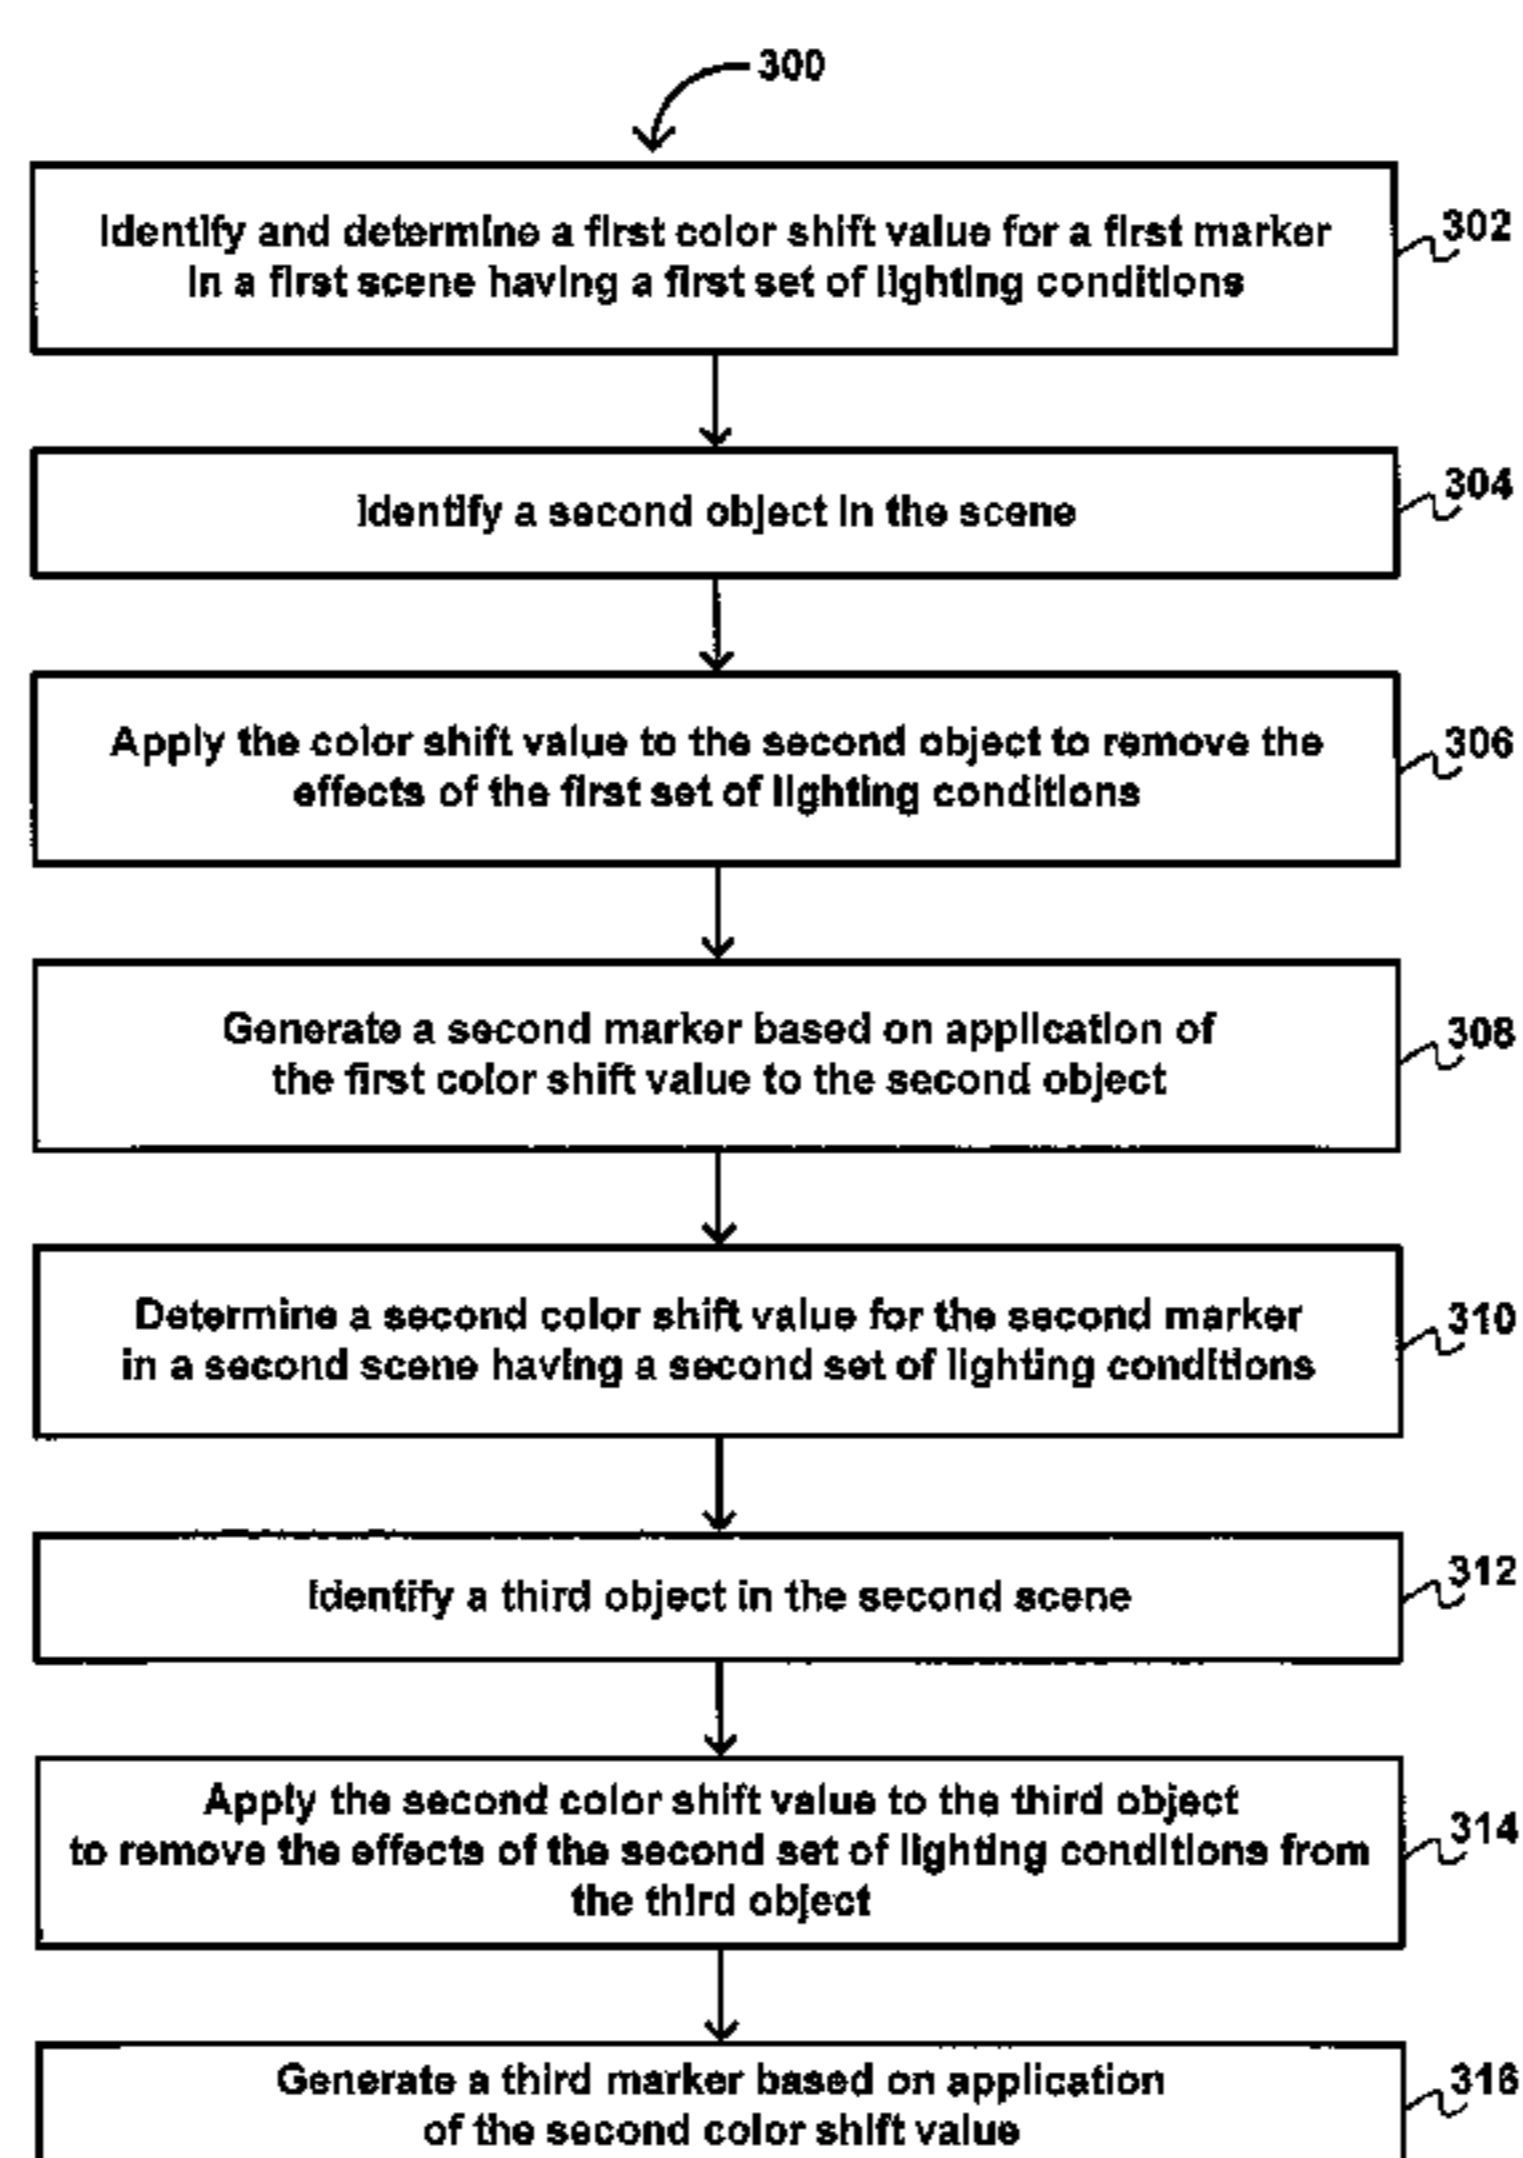 300
Identify and determine a first color shift value for a first marker
in a first scene having a first set of lighting conditions
302
Identify a second object in the scene
304
Apply the color shift value to the second object to remove the
effects of the first set of lighting conditions
306
Generate a second marker based on application of
the first color shift value to the second object
308
Determine a second color shift value for the second marker
in a second scene having a second set of lighting conditions
310
Identify a third object in the second scene
312
Apply the second color shift value to the third object
to remove the effects of the second set of lighting conditions from
the third object
314
Generate a third marker based on application
of the second color shift value
316